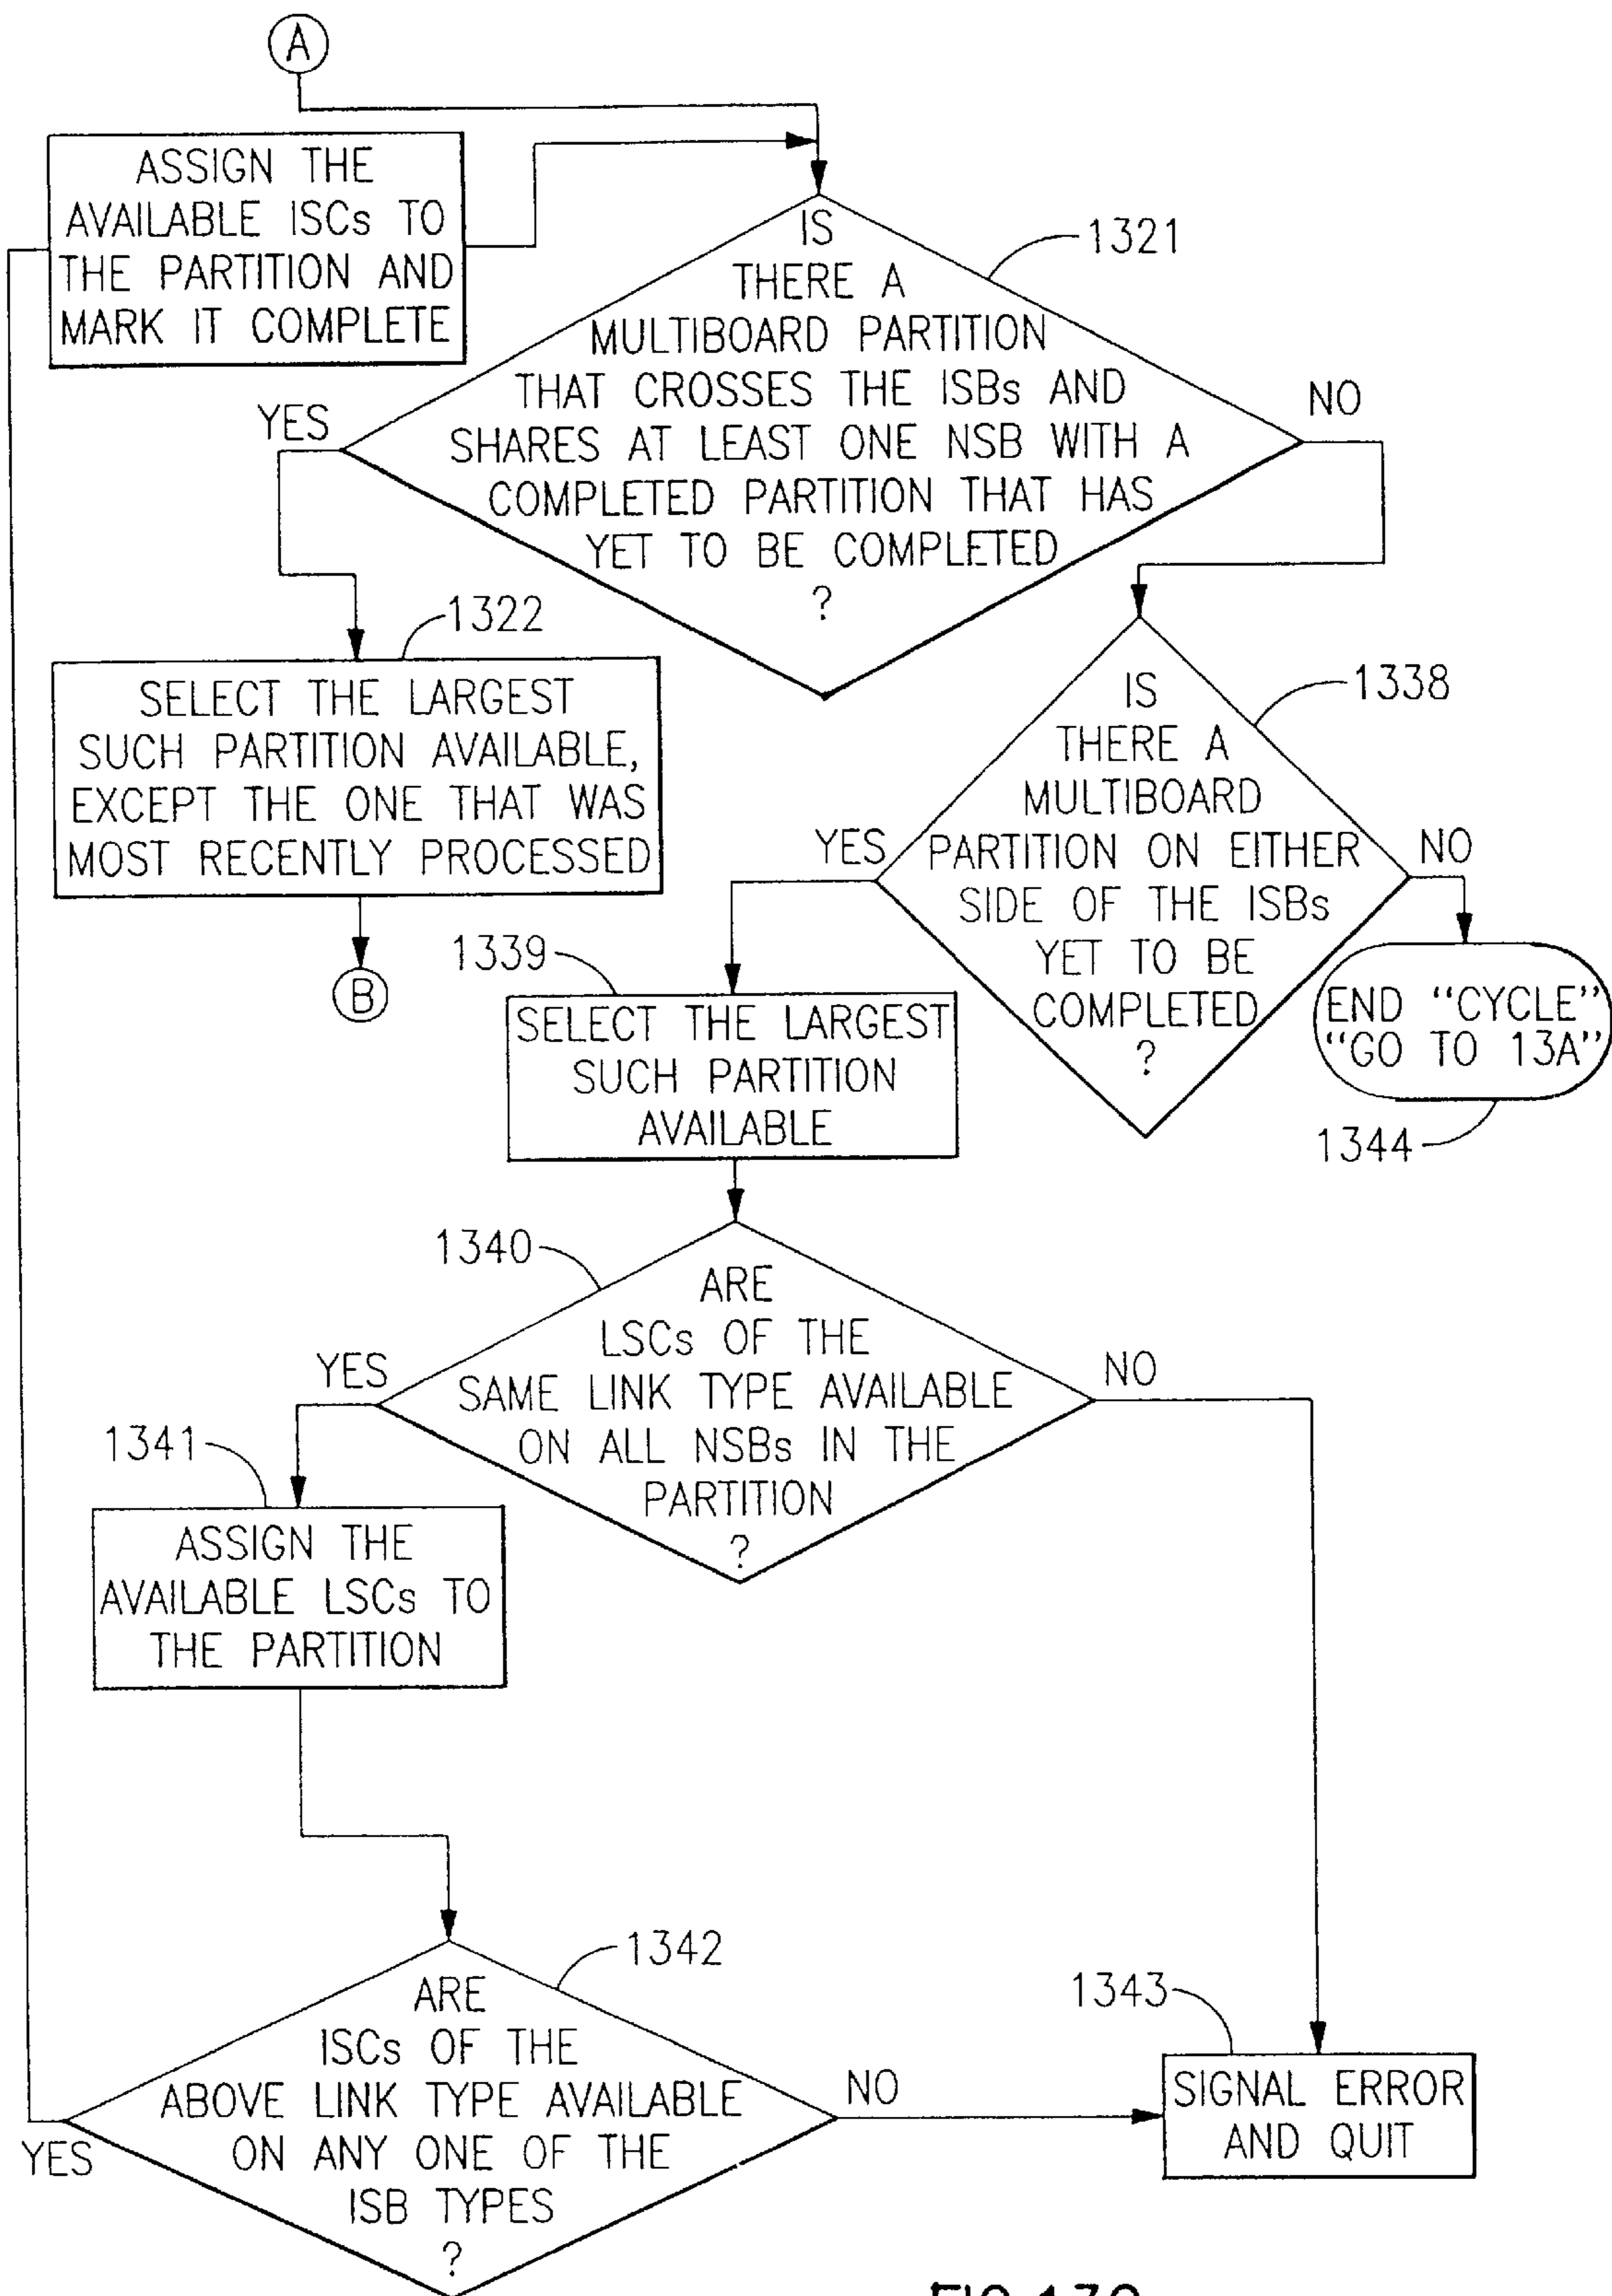 A
ASSIGN THE
AVAILABLE ISCs TO
THE PARTITION AND
MARK IT COMPLETE
IS
THERE A
MULTIBOARD PARTITION
THAT CROSSES THE ISBs AND
SHARES AT LEAST ONE NSB WITH A
COMPLETED PARTITION THAT HAS
YET TO BE COMPLETED
?
1321
YES
NO
1322
SELECT THE LARGEST
SUCH PARTITION AVAILABLE,
EXCEPT THE ONE THAT WAS
MOST RECENTLY PROCESSED
B
IS
THERE A
MULTIBOARD
PARTITION ON EITHER
SIDE OF THE ISBs
YET TO BE
COMPLETED
?
1338
YES
NO
END “CYCLE”
“GO TO 13A”
1344
1339
SELECT THE LARGEST
SUCH PARTITION
AVAILABLE
1340
ARE
LSCs OF THE
SAME LINK TYPE AVAILABLE
ON ALL NSBs IN THE
PARTITION
?
YES
NO
1341
ASSIGN THE
AVAILABLE LSCs TO
THE PARTITION
1342
ARE
ISCs OF THE
ABOVE LINK TYPE AVAILABLE
ON ANY ONE OF THE
ISB TYPES
?
YES
NO
1343
SIGNAL ERROR
AND QUIT